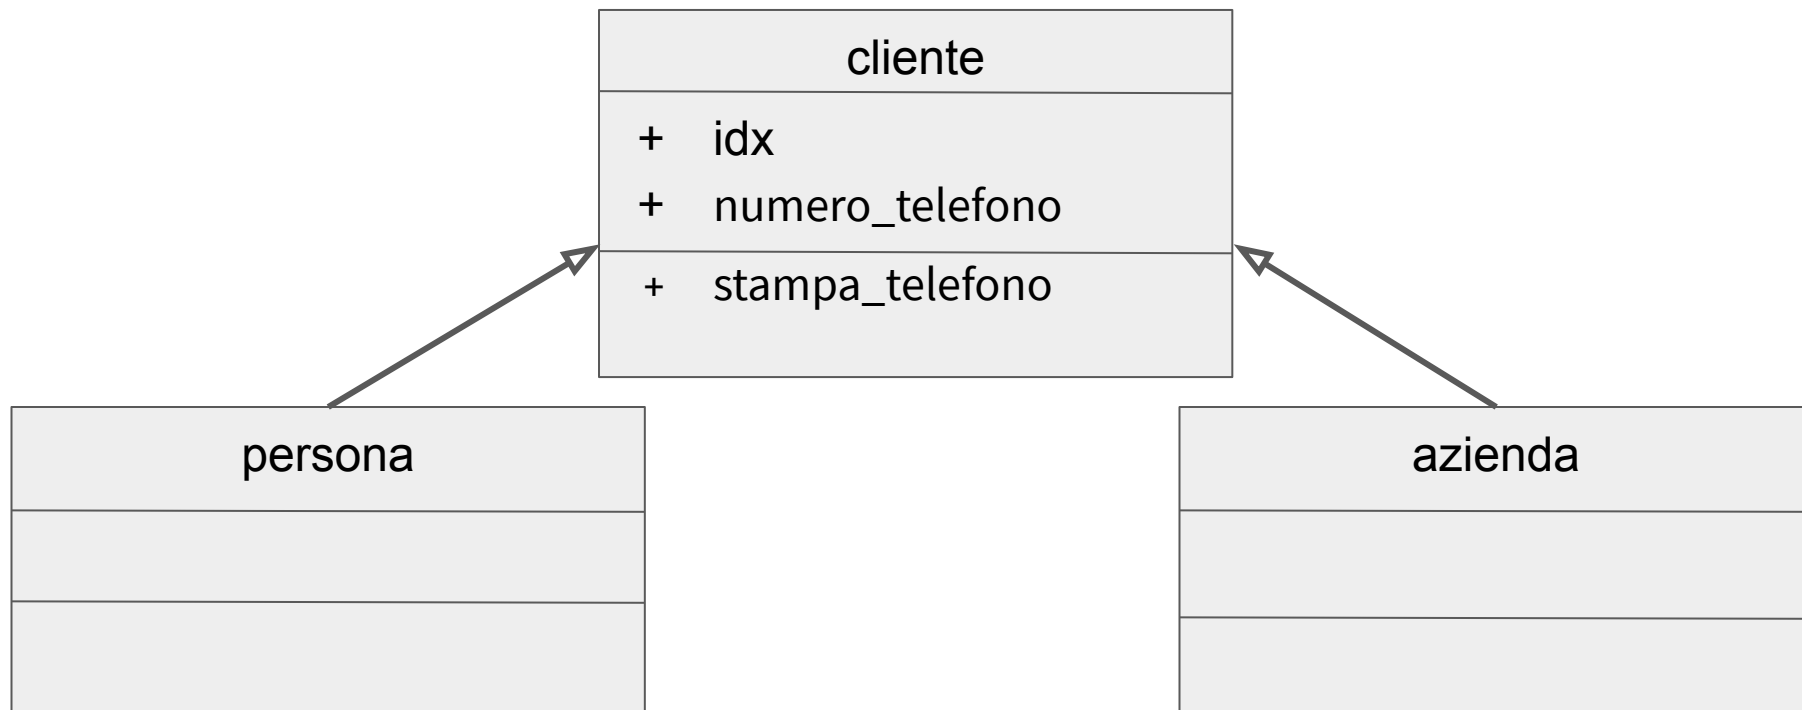 cliente
+ idx
+ numero_telefono
+ stampa_telefono
persona
azienda